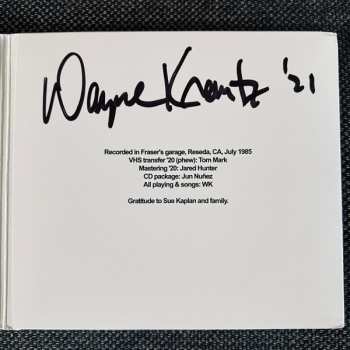 Wayne Krantz '21
Recorded in Fraser's garage, Reseda, CA, July 1985
VHS transfer '20 (phew): Tom Mark
Mastering '20: Jared Hunter
CD package: Jun Nuñez
All playing & songs: WK
Gratitude to Sue Kaplan and family.